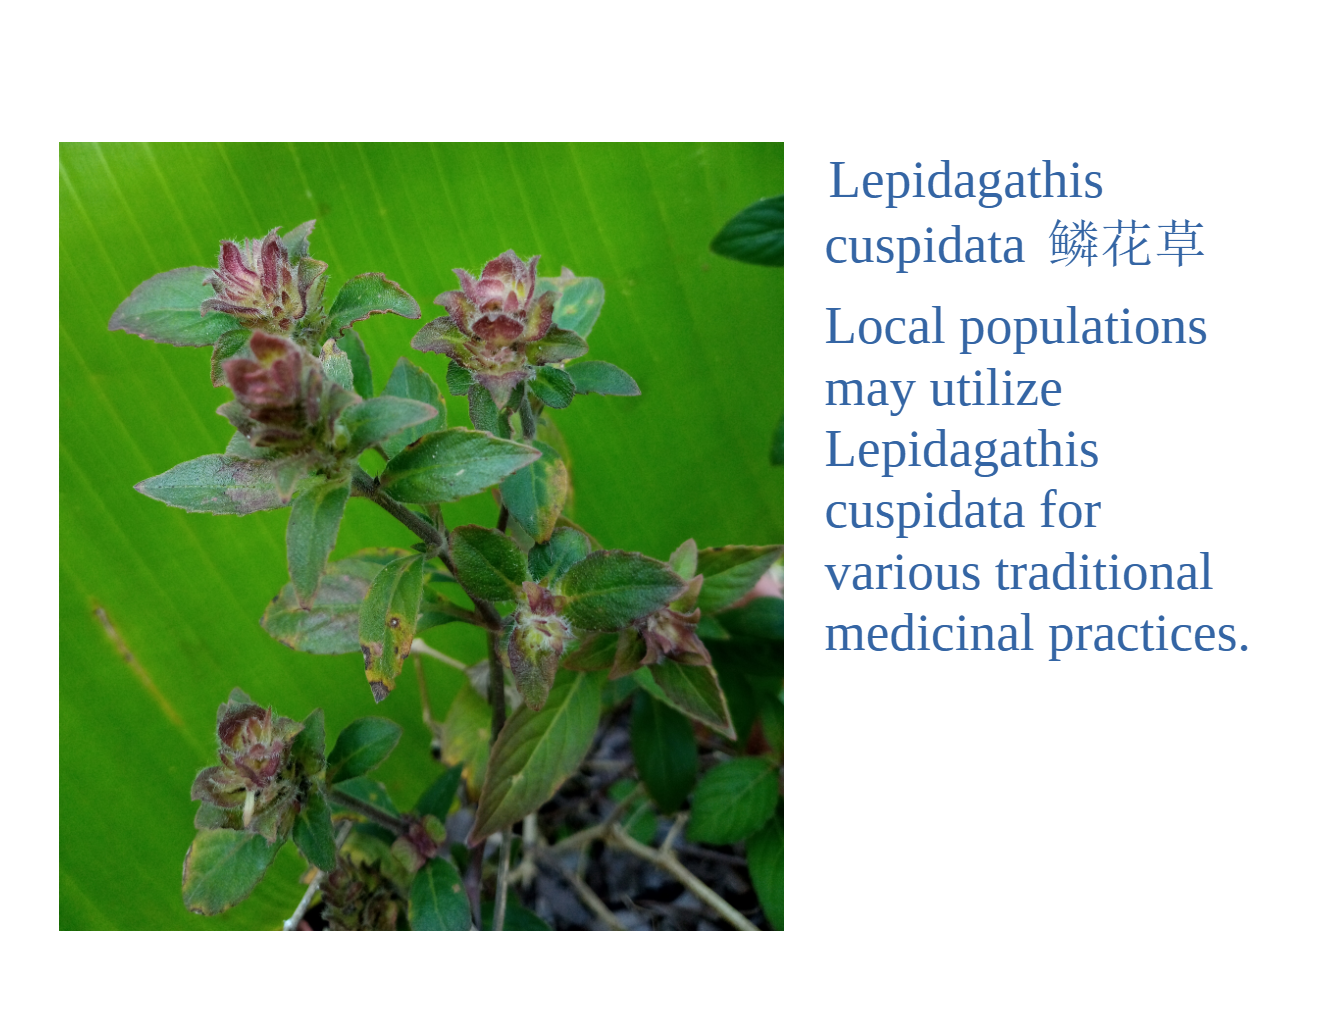 Lepidagathis
cuspidata 鳞花草
Local populations
may utilize
Lepidagathis
cuspidata for
various traditional
medicinal practices.